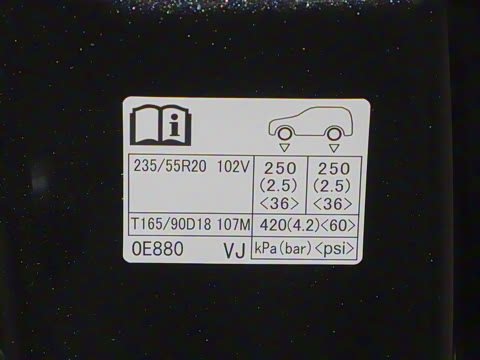 i
235/55R20 102V 250 250
(2.5) (2.5)
<36> <36>
T165/90D18 107M 420(4.2)<60>
0E880 VJ kPa(bar)<psi>